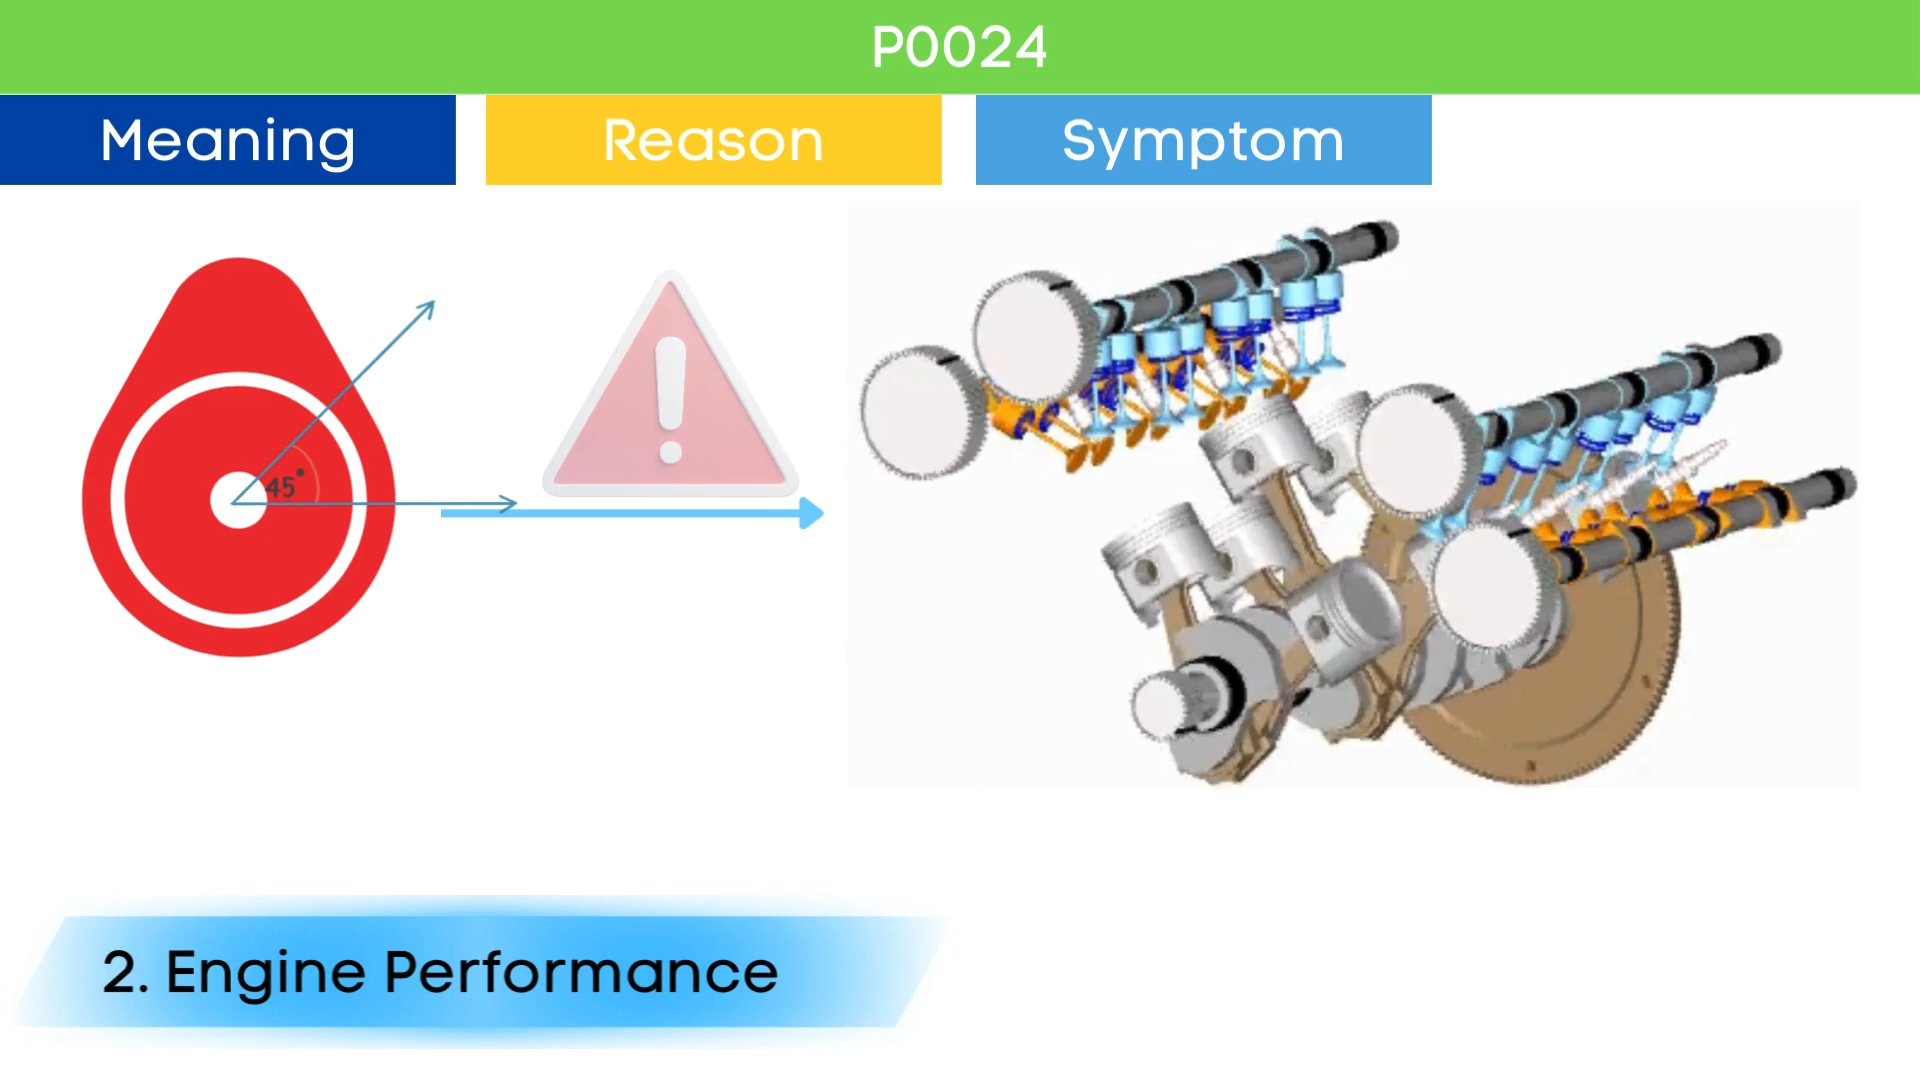 P0024
Meaning
Reason
Symptom
45°
2. Engine Performance